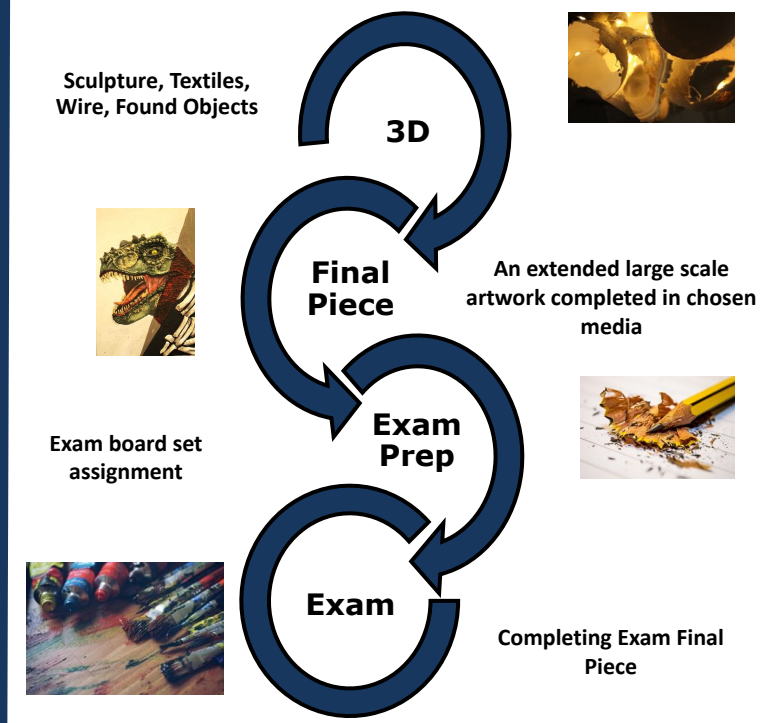 Sculpture, Textiles,
Wire, Found Objects
3D
Final
Piece
An extended large scale
artwork completed in chosen
media
Exam
Prep
Exam board set
assignment
Exam
Completing Exam Final
Piece